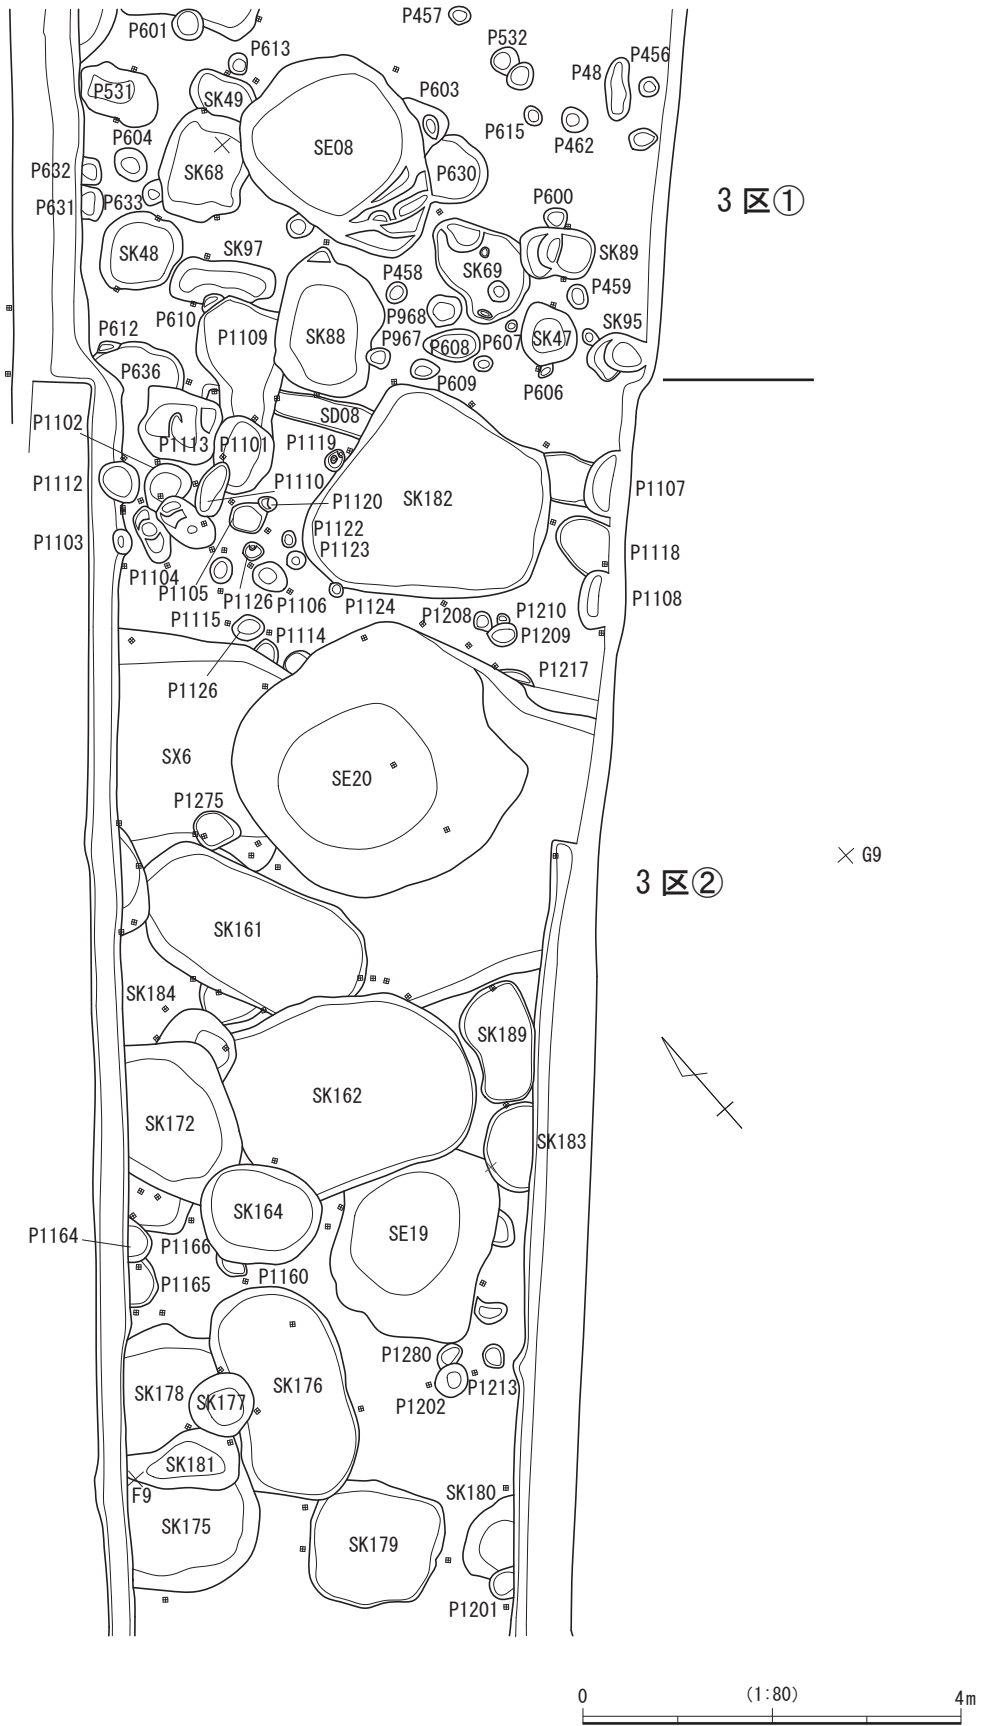 P457
P601
P613
P532
P456
P48
P531
SK49
P603
P604
SE08
P615
P462
P632
SK68
P630
P631
P633
P600
3区①
SK48
SK97
SK69
SK89
P458
P459
P610
P968
SK95
P612
P1109
SK88
P967
P608
P607
SK47
P636
P609
P606
P1102
SD08
P1113
P1101
P1119
P1112
P1110
SK182
P1107
P1120
P1122
P1103
P1123
P1118
P1104
P1105
P1126
P1106
P1124
P1208
P1210
P1108
P1115
P1114
P1209
P1217
P1126
SX6
SE20
P1275
3区②
G9
SK161
SK184
SK189
SK162
SK172
SK183
SK164
SE19
P1164
P1166
P1165
P1160
P1280
SK178
SK177
SK176
P1213
P1202
SK181
F9
SK180
SK175
SK179
P1201
0
(1:80)
4m